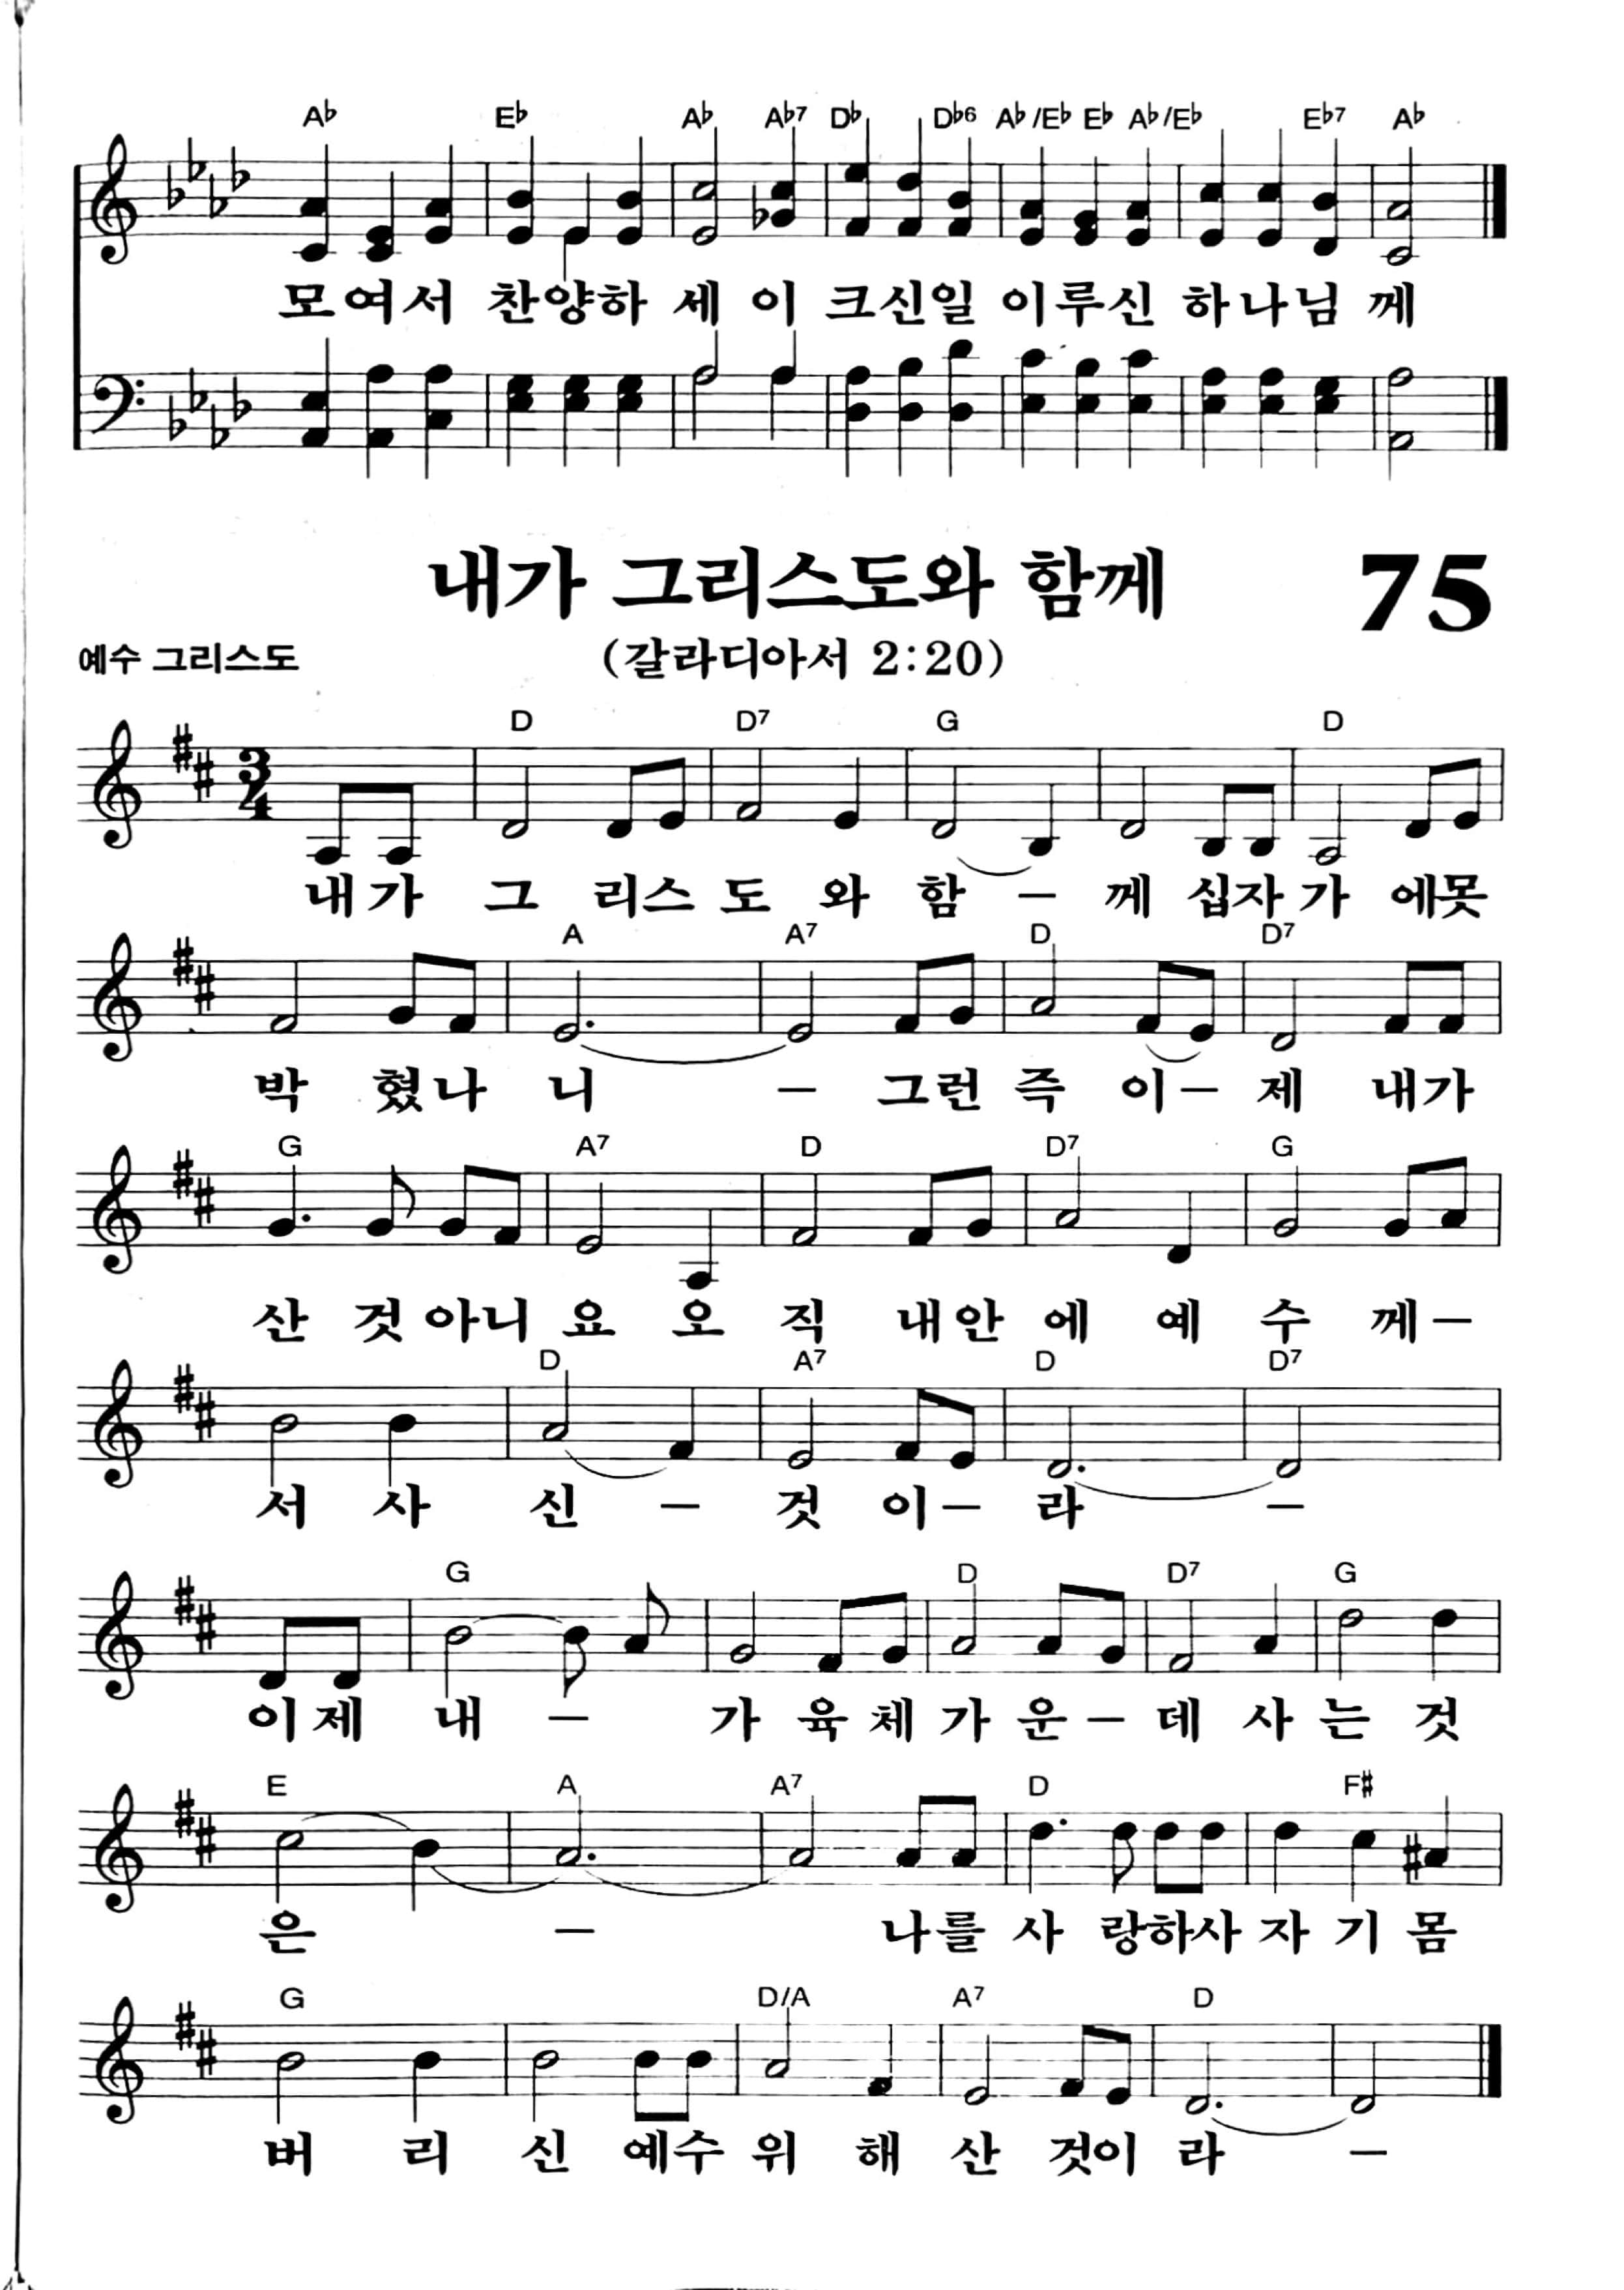 A♭ E♭ A♭ A♭7 D♭ D♭6 A♭/E♭ E♭ A♭/E♭ E♭7 A♭
모여서 찬양하 세 이 크신일 이루신 하나님 께
내가 그리스도와 함께 75
예수 그리스도 (갈라디아서 2:20)
D D7 G D
3/4
내가 그 리스 도 와 함 – 께 십자 가 에못
A A7 D D7
박 혔나 니 – 그런 즉 이– 제 내가
G A7 D D7 G
산 것 아니 요 오 직 내안 에 예 수 께–
D A7 D D7
서 사 신 – 것 이– 라 –
G D D7 G
이제 내 – 가 육 체 가 운– 데 사 는 것
E A A7 D F#
은 – 나를 사 랑하사 자 기 몸
G D/A A7 D
버 리 신 예수 위 해 산 것이 라 –